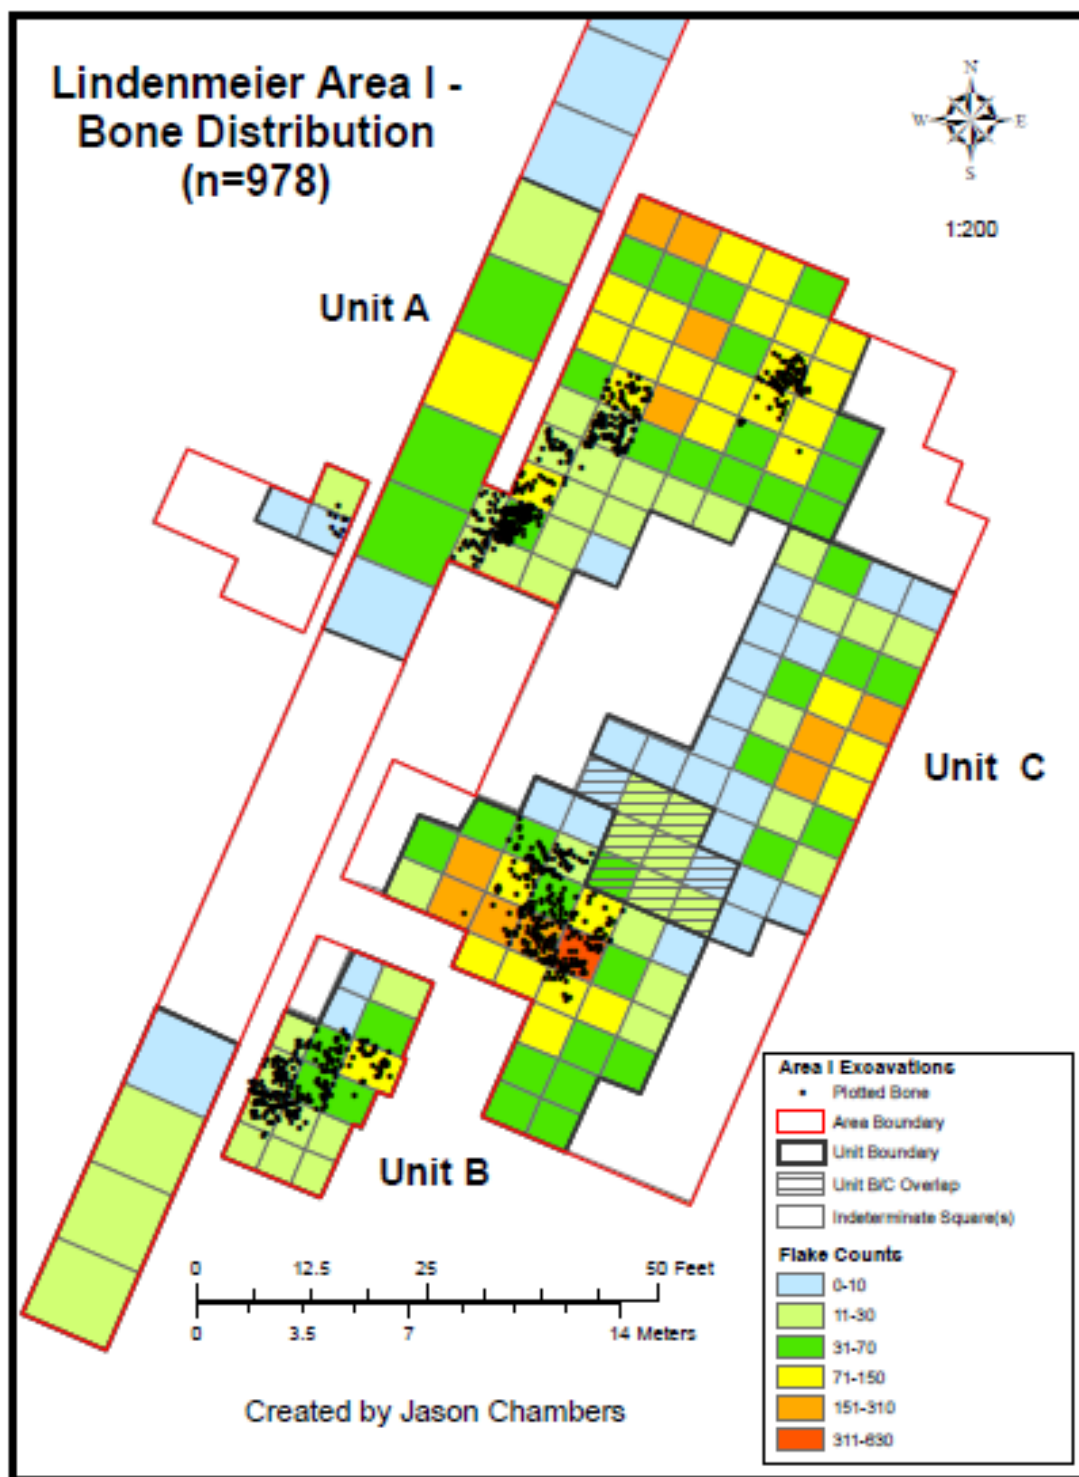 Lindenmeier Area I -
Bone Distribution
(n=978)
N
W
E
S
1:200
Unit A
Unit C
Unit B
Area I Excavations
Plotted Bone
Area Boundary
Unit Boundary
Unit B/C Overlap
Indeterminate Square(s)
Flake Counts
0-10
11-30
31-70
71-150
151-310
311-630
0 12.5 25 50 Feet
0 3.5 7 14 Meters
Created by Jason Chambers